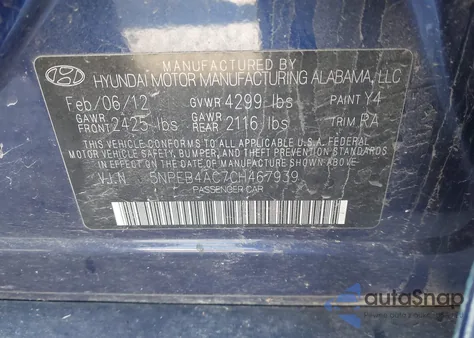 MANUFACTURED BY
HYUNDAI MOTOR MANUFACTURING ALABAMA, LLC
Feb/06/12 GVWR 4299 lbs PAINT Y4
GAWR FRONT 2425 lbs GAWR REAR 2116 lbs TRIM RA
THIS VEHICLE CONFORMS TO ALL APPLICABLE U.S.A FEDERAL
MOTOR VEHICLE SAFETY, BUMPER, AND THEFT PREVENTION STANDARDS
IN EFFECT ON THE DATE OF MANUFACTURE SHOWN ABOVE.
V.I.N 5NPEB4AC7CH467939
PASSENGER CAR
autoSnap